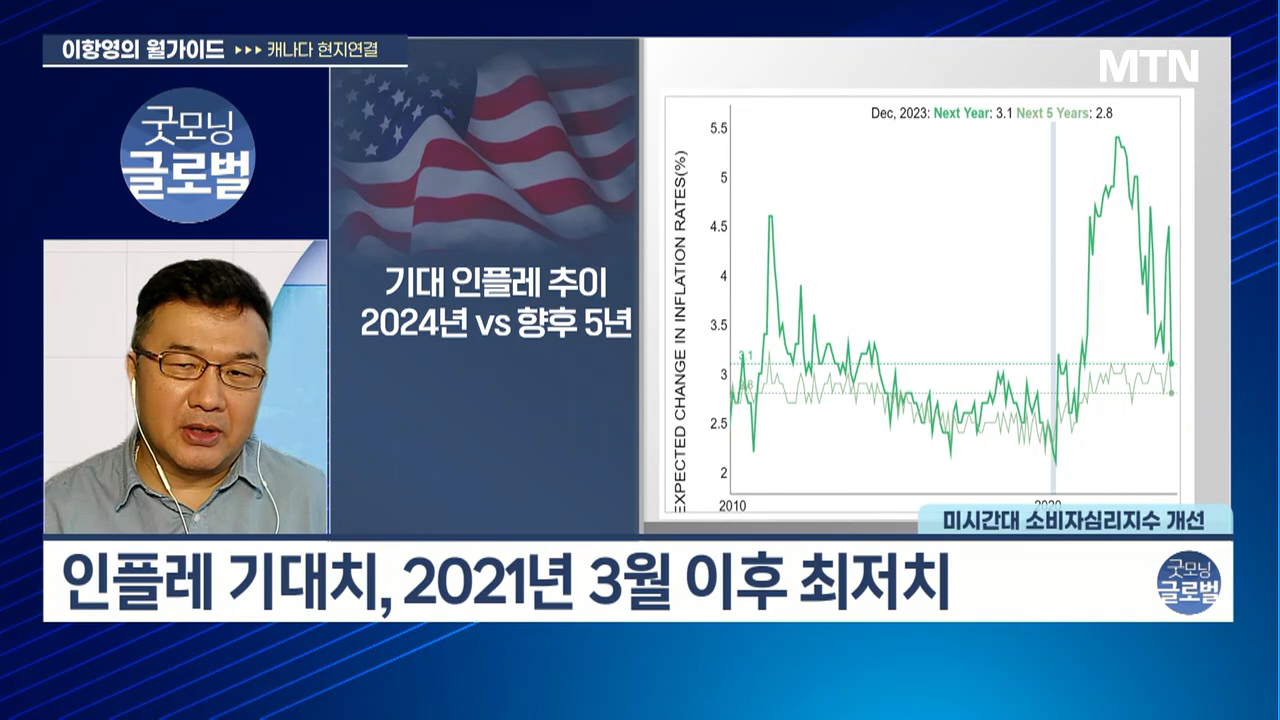 이항영의 월가이드 ▸▸▸ 캐나다 현지연결
MTN
굿모닝
글로벌
기대 인플레 추이
2024년 vs 향후 5년
Dec, 2023: Next Year: 3.1 Next 5 Years: 2.8
EXPECTED CHANGE IN INFLATION RATES(%)
5.5
5
4.5
4
3.5
3
2.5
2
3.1
2.8
2010
2020
미시간대 소비자심리지수 개선
인플레 기대치, 2021년 3월 이후 최저치
굿모닝
글로벌